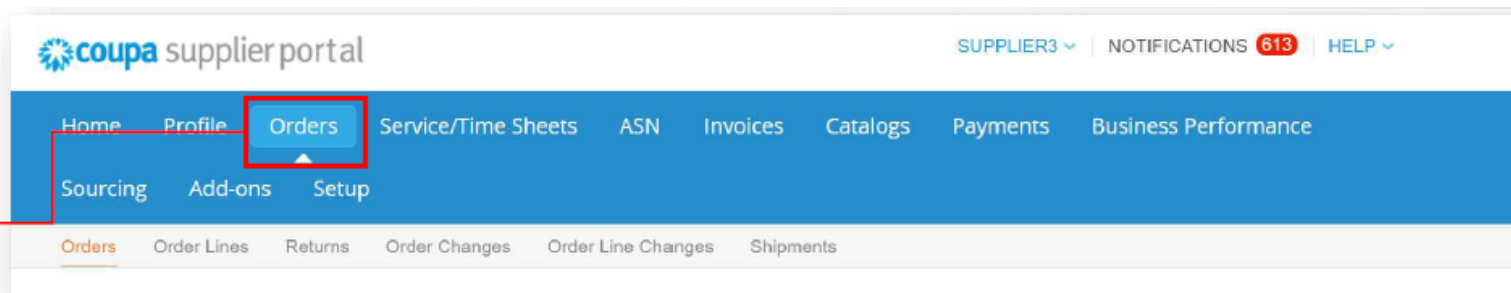 coupa supplier portal SUPPLIER3 NOTIFICATIONS 613 HELP
Home Profile Orders Service/Time Sheets ASN Invoices Catalogs Payments Business Performance
Sourcing Add-ons Setup
Orders Order Lines Returns Order Changes Order Line Changes Shipments